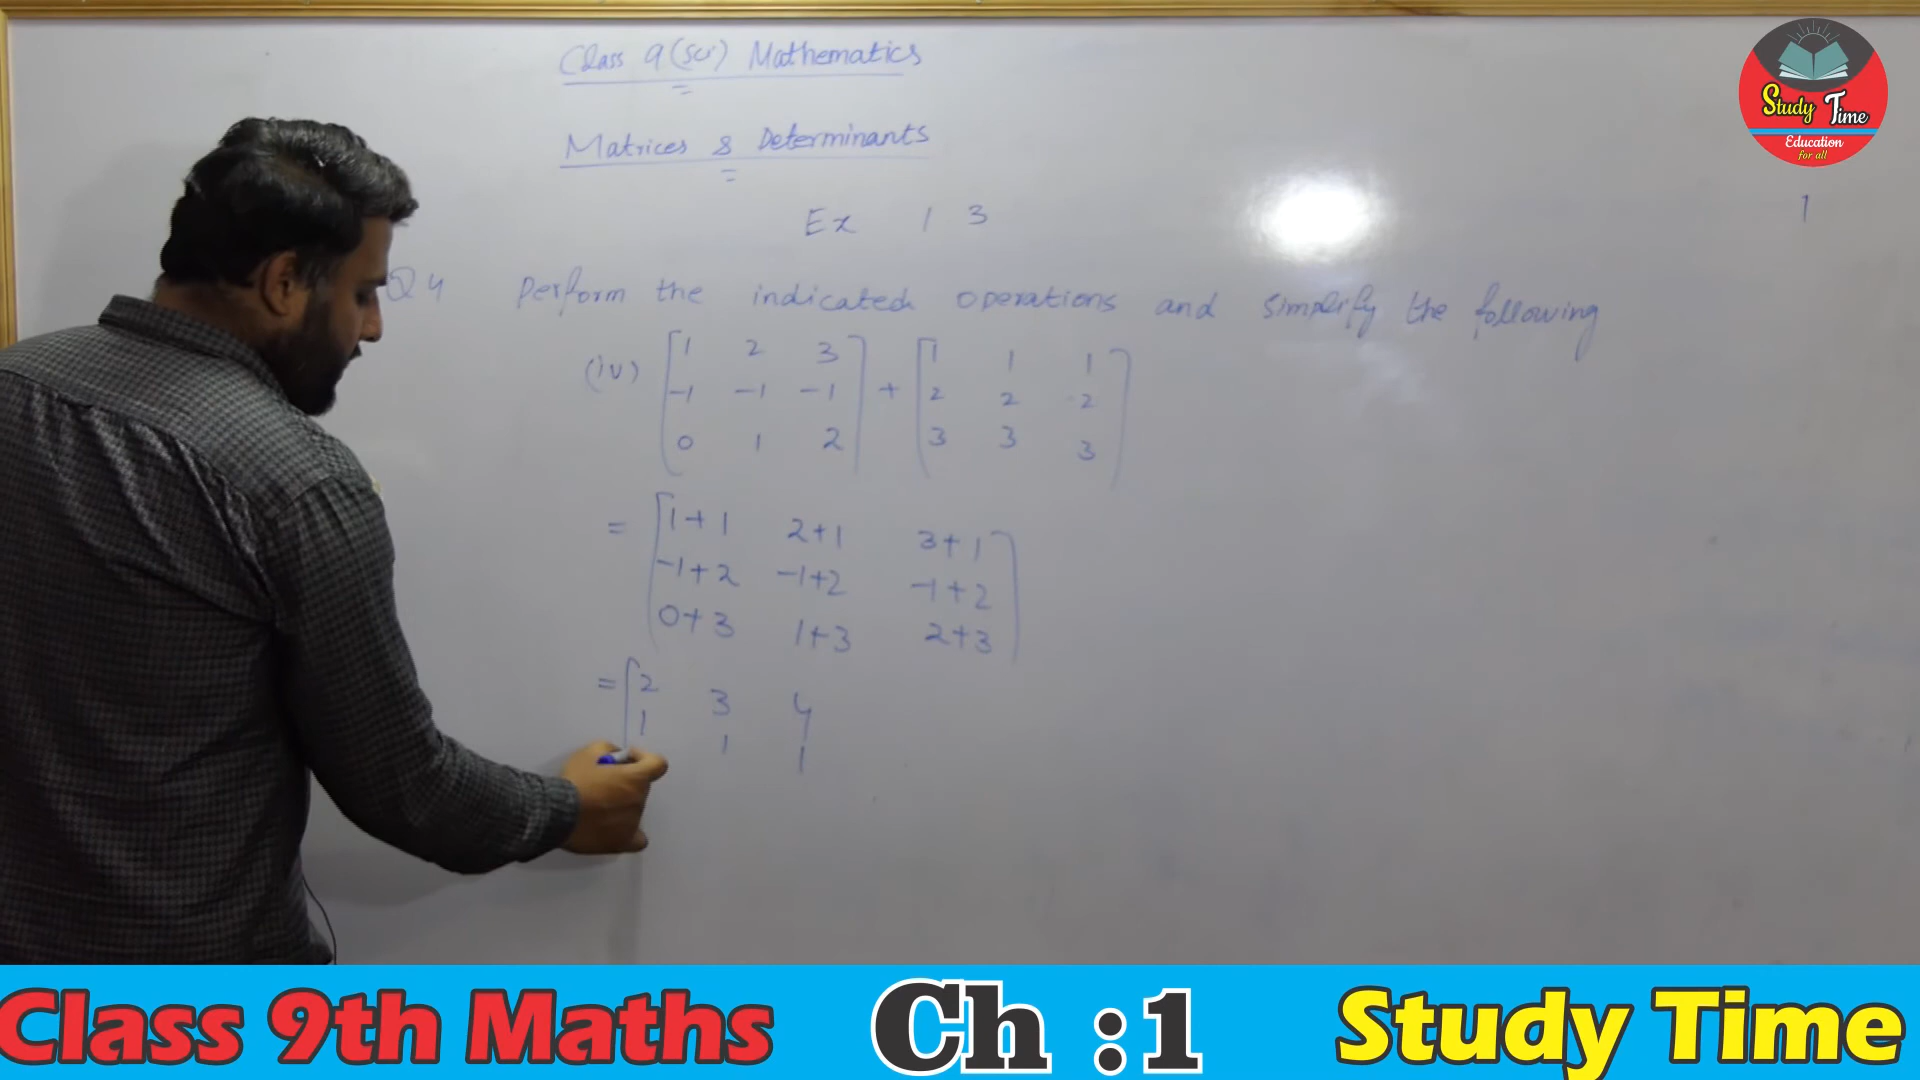 Class 9 (Sci) Mathematics
Matrices & Determinants
Ex 1 3
1
Q 4 Perform the indicated operations and simplify the following
(iv) [1 2 3] + [1 1 1]
-1 -1 -1 2 2 2
0 1 2 3 3 3
= [1+1 2+1 3+1]
-1+2 -1+2 -1+2
0+3 1+3 2+3
= [2 3 4
1 1 1
Study Time
Education
for all
Class 9th Maths Ch :1 Study Time